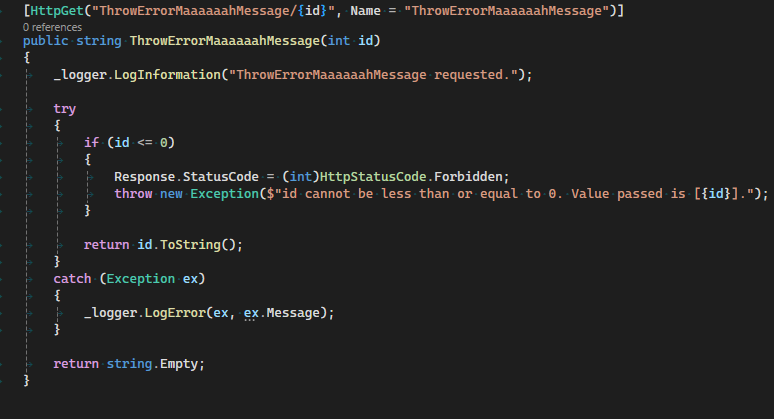 [HttpGet("ThrowErrorMaaaaaahMessage/{id}", Name = "ThrowErrorMaaaaaahMessage")]
0 references
public string ThrowErrorMaaaaaahMessage(int id)
{
_logger.LogInformation("ThrowErrorMaaaaaahMessage requested.");
try
{
if (id <= 0)
{
Response.StatusCode = (int)HttpStatusCode.Forbidden;
throw new Exception($"id cannot be less than or equal to 0. Value passed is [{id}].");
}
return id.ToString();
}
catch (Exception ex)
{
_logger.LogError(ex, ex.Message);
}
return string.Empty;
}